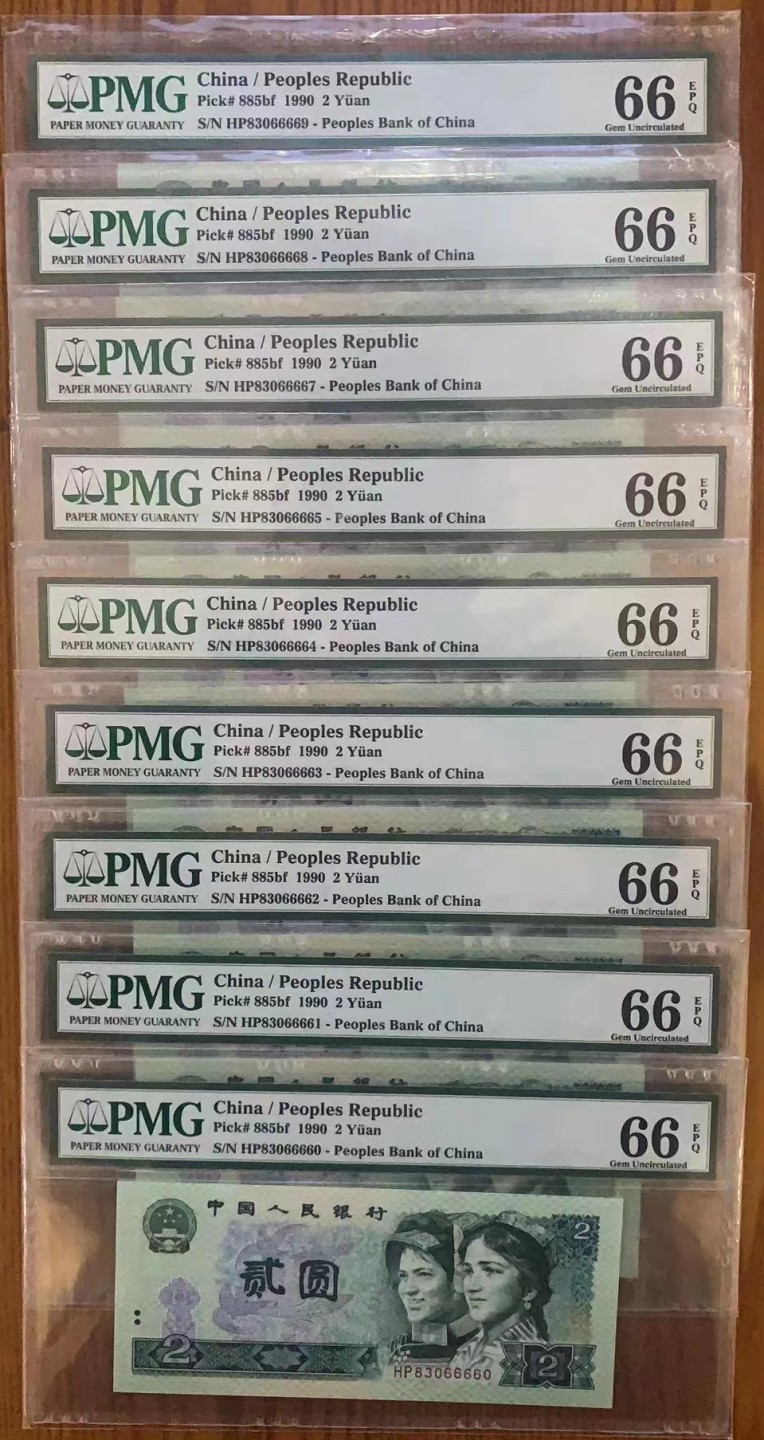 PMG
PAPER MONEY GUARANTY
China / Peoples Republic
Pick# 885bf 1990 2 Yüan
S/N HP83066669 - Peoples Bank of China
66
EPQ
Gem Uncirculated
PMG
PAPER MONEY GUARANTY
China / Peoples Republic
Pick# 885bf 1990 2 Yüan
S/N HP83066668 - Peoples Bank of China
66
EPQ
Gem Uncirculated
PMG
PAPER MONEY GUARANTY
China / Peoples Republic
Pick# 885bf 1990 2 Yüan
S/N HP83066667 - Peoples Bank of China
66
EPQ
Gem Uncirculated
PMG
PAPER MONEY GUARANTY
China / Peoples Republic
Pick# 885bf 1990 2 Yüan
S/N HP83066665 - Peoples Bank of China
66
EPQ
Gem Uncirculated
PMG
PAPER MONEY GUARANTY
China / Peoples Republic
Pick# 885bf 1990 2 Yüan
S/N HP83066664 - Peoples Bank of China
66
EPQ
Gem Uncirculated
PMG
PAPER MONEY GUARANTY
China / Peoples Republic
Pick# 885bf 1990 2 Yüan
S/N HP83066663 - Peoples Bank of China
66
EPQ
Gem Uncirculated
PMG
PAPER MONEY GUARANTY
China / Peoples Republic
Pick# 885bf 1990 2 Yüan
S/N HP83066662 - Peoples Bank of China
66
EPQ
Gem Uncirculated
PMG
PAPER MONEY GUARANTY
China / Peoples Republic
Pick# 885bf 1990 2 Yüan
S/N HP83066661 - Peoples Bank of China
66
EPQ
Gem Uncirculated
PMG
PAPER MONEY GUARANTY
China / Peoples Republic
Pick# 885bf 1990 2 Yüan
S/N HP83066660 - Peoples Bank of China
66
EPQ
Gem Uncirculated
中国人民银行
2
贰圆
2
HP83066660
2